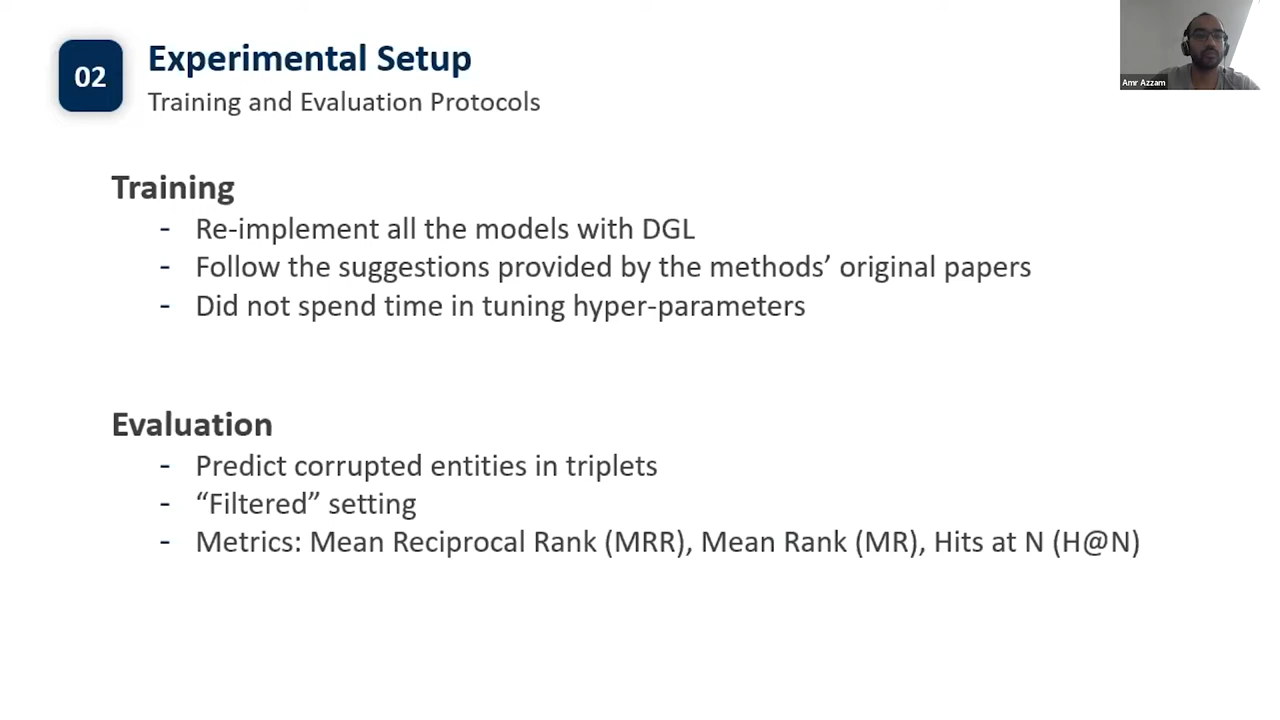 02
Experimental Setup
Training and Evaluation Protocols
Amr Azzam
Training
- Re-implement all the models with DGL
- Follow the suggestions provided by the methods’ original papers
- Did not spend time in tuning hyper-parameters
Evaluation
- Predict corrupted entities in triplets
- “Filtered” setting
- Metrics: Mean Reciprocal Rank (MRR), Mean Rank (MR), Hits at N (H@N)